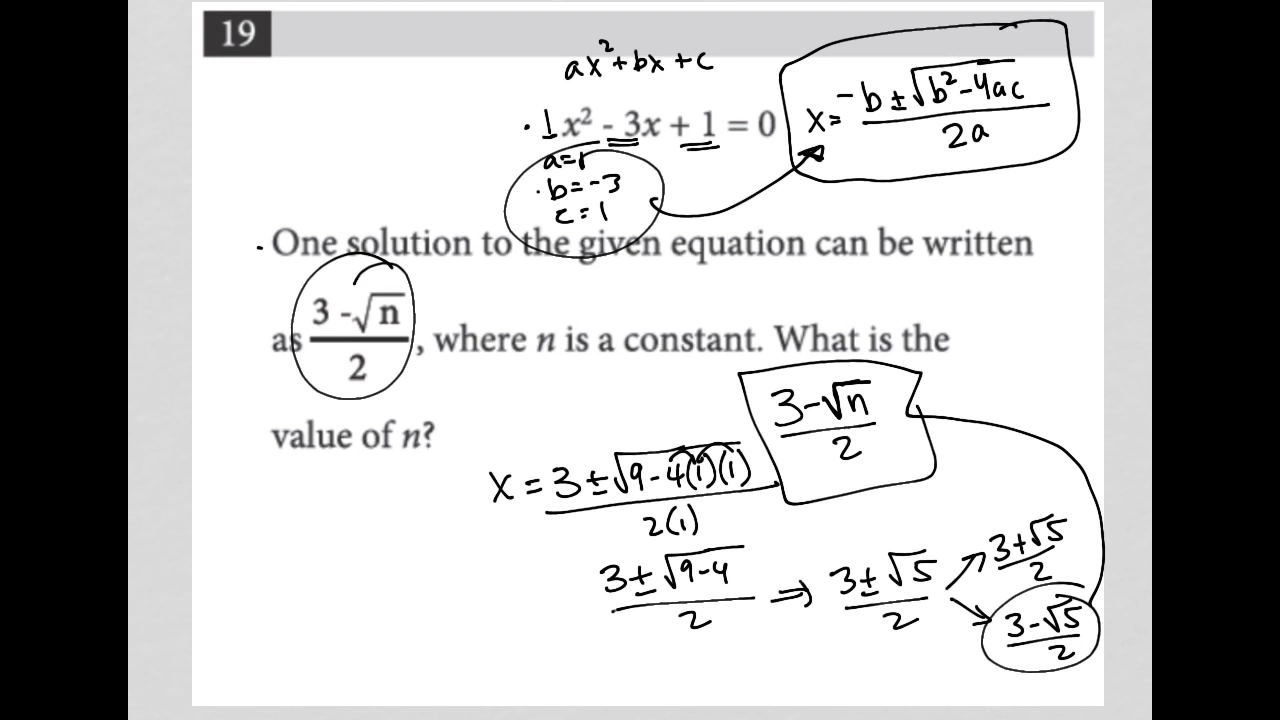 19
ax² + bx + c
x = (-b ± √(b² - 4ac)) / 2a
· 1x² - 3x + 1 = 0
a = 1
· b = -3
c = 1
· One solution to the given equation can be written
as (3 - √n) / 2, where n is a constant. What is the
value of n?
(3 - √n) / 2
x = (3 ± √(9 - 4(1)(1))) / 2(1)
(3 ± √(9 - 4)) / 2 ⇒ (3 ± √5) / 2
(3 + √5) / 2
(3 - √5) / 2